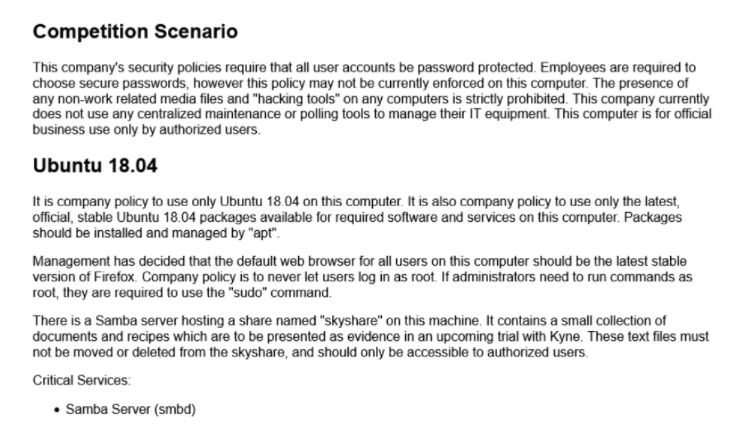 Competition Scenario
This company's security policies require that all user accounts be password protected. Employees are required to
choose secure passwords, however this policy may not be currently enforced on this computer. The presence of
any non-work related media files and "hacking tools" on any computers is strictly prohibited. This company currently
does not use any centralized maintenance or polling tools to manage their IT equipment. This computer is for official
business use only by authorized users.
Ubuntu 18.04
It is company policy to use only Ubuntu 18.04 on this computer. It is also company policy to use only the latest,
official, stable Ubuntu 18.04 packages available for required software and services on this computer. Packages
should be installed and managed by "apt".
Management has decided that the default web browser for all users on this computer should be the latest stable
version of Firefox. Company policy is to never let users log in as root. If administrators need to run commands as
root, they are required to use the "sudo" command.
There is a Samba server hosting a share named "skyshare" on this machine. It contains a small collection of
documents and recipes which are to be presented as evidence in an upcoming trial with Kyne. These text files must
not be moved or deleted from the skyshare, and should only be accessible to authorized users.
Critical Services:
• Samba Server (smbd)